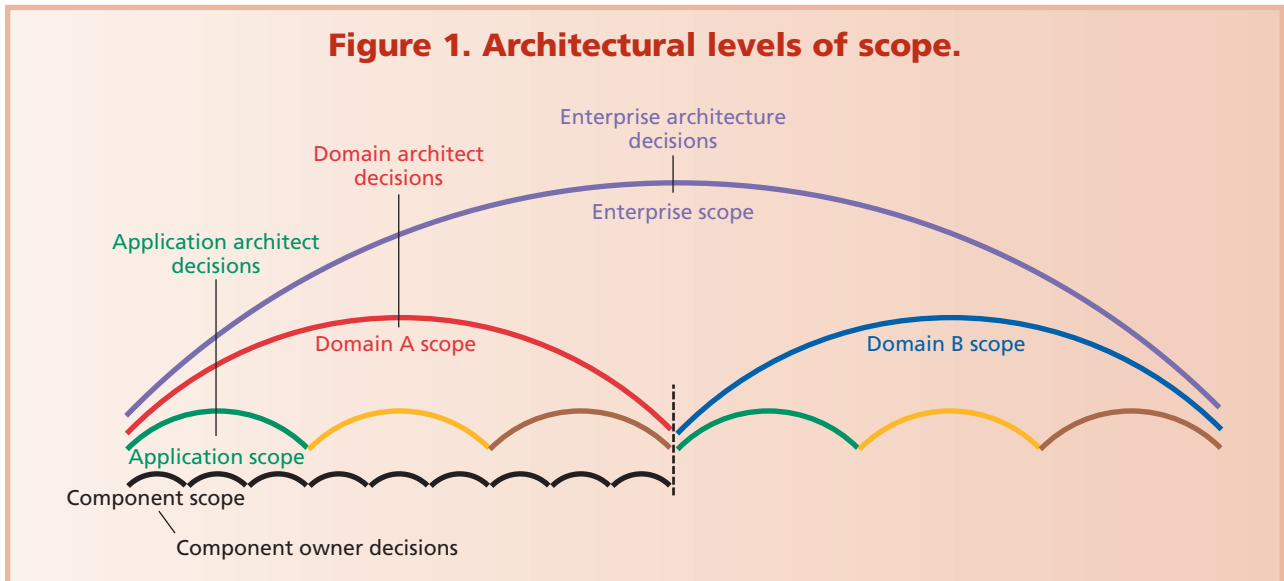 Figure 1. Architectural levels of scope.
Enterprise architecture
decisions
Domain architect
decisions
Enterprise scope
Application architect
decisions
Domain A scope
Domain B scope
Application scope
Component scope
Component owner decisions